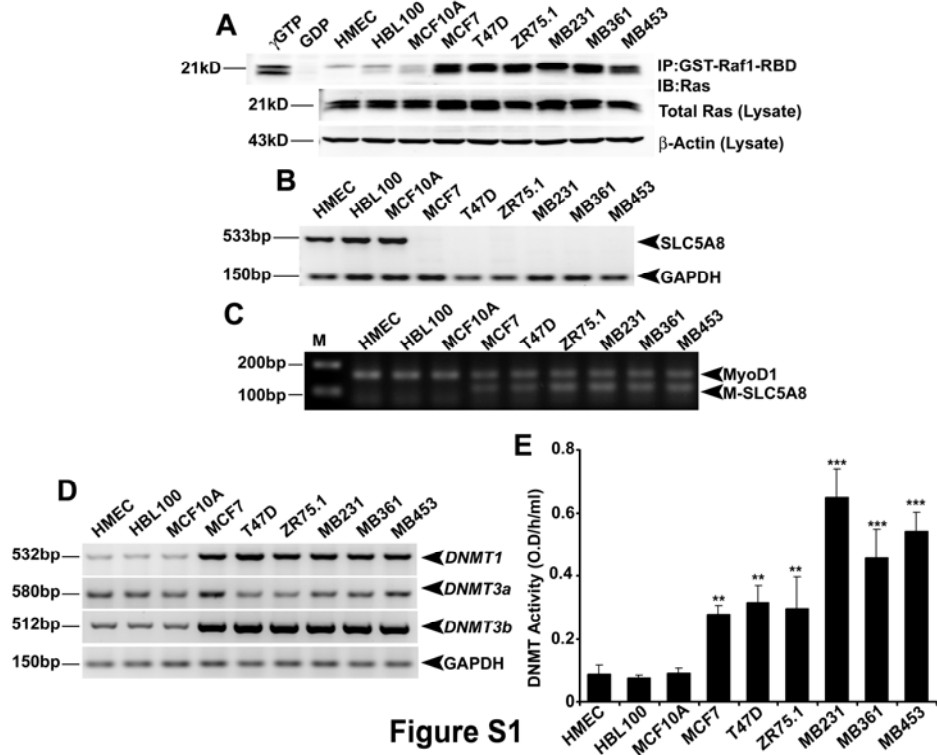 A
γGTP GDP HMEC HBL100 MCF10A MCF7 T47D ZR75.1 MB231 MB361 MB453
21kD IP:GST-Raf1-RBD
IB:Ras
21kD Total Ras (Lysate)
43kD β-Actin (Lysate)
B
HMEC HBL100 MCF10A MCF7 T47D ZR75.1 MB231 MB361 MB453
533bp SLC5A8
150bp GAPDH
C
M HMEC HBL100 MCF10A MCF7 T47D ZR75.1 MB231 MB361 MB453
200bp MyoD1
100bp M-SLC5A8
D
HMEC HBL100 MCF10A MCF7 T47D ZR75.1 MB231 MB361 MB453
532bp DNMT1
580bp DNMT3a
512bp DNMT3b
150bp GAPDH
E
DNMT Activity (O.D/h/ml)
0.8
0.6
0.4
0.2
0
** ** ** *** *** ***
HMEC HBL100 MCF10A MCF7 T47D ZR75.1 MB231 MB361 MB453
Figure S1